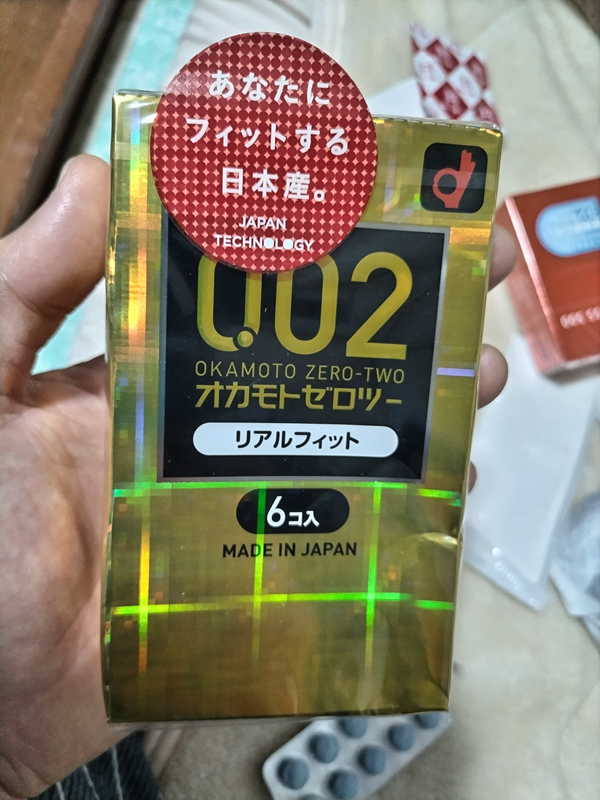 あなたに
フィットする
日本産。
JAPAN
TECHNOLOGY
0.02
OKAMOTO ZERO-TWO
オカモトゼロツー
リアルフィット
6コ入
MADE IN JAPAN